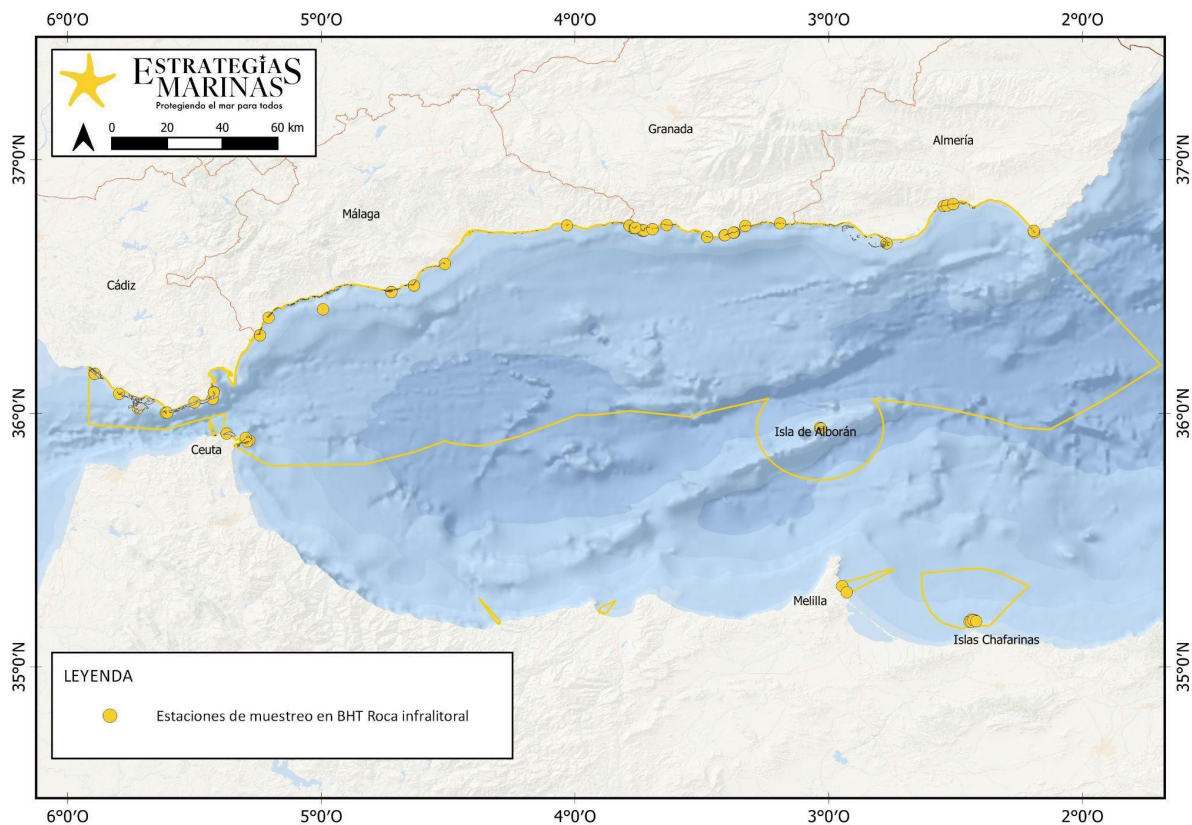 6°0'O 5°0'O 4°0'O 3°0'O 2°0'O
ESTRATEGIAS
MARINAS
Protegiendo el mar para todos
0 20 40 60 km
Granada
Almería
37°0'N 37°0'N
Málaga
Cádiz
36°0'N 36°0'N
Isla de Alborán
Ceuta
Melilla
Islas Chafarinas
35°0'N 35°0'N
LEYENDA
Estaciones de muestreo en BHT Roca infralitoral
6°0'O 5°0'O 4°0'O 3°0'O 2°0'O